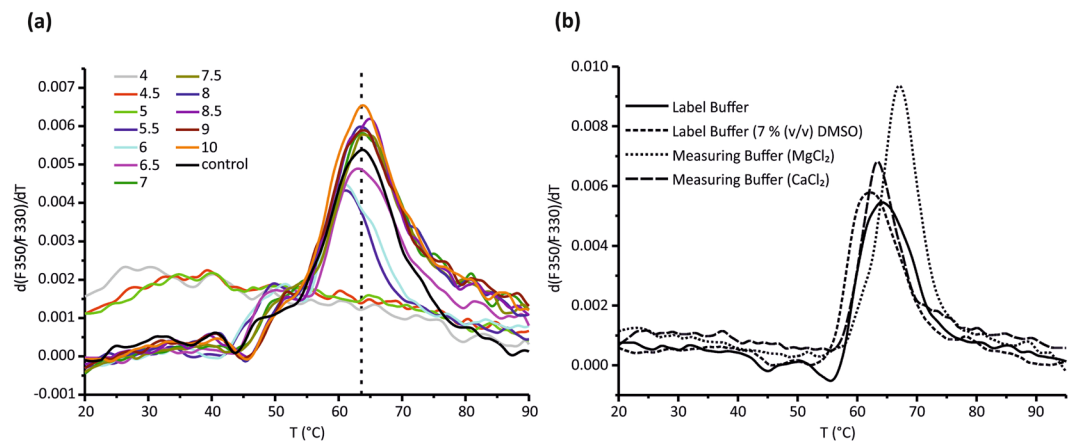 (a)
4
4.5
5
5.5
6
6.5
7
7.5
8
8.5
9
10
control
d(F350/F330)/dT
0.007
0.006
0.005
0.004
0.003
0.002
0.001
0.000
-0.001
20 30 40 50 60 70 80 90
T (°C)
(b)
Label Buffer
Label Buffer (7 % (v/v) DMSO)
Measuring Buffer (MgCl₂)
Measuring Buffer (CaCl₂)
d(F350/F330)/dT
0.010
0.008
0.006
0.004
0.002
0.000
20 30 40 50 60 70 80 90
T (°C)